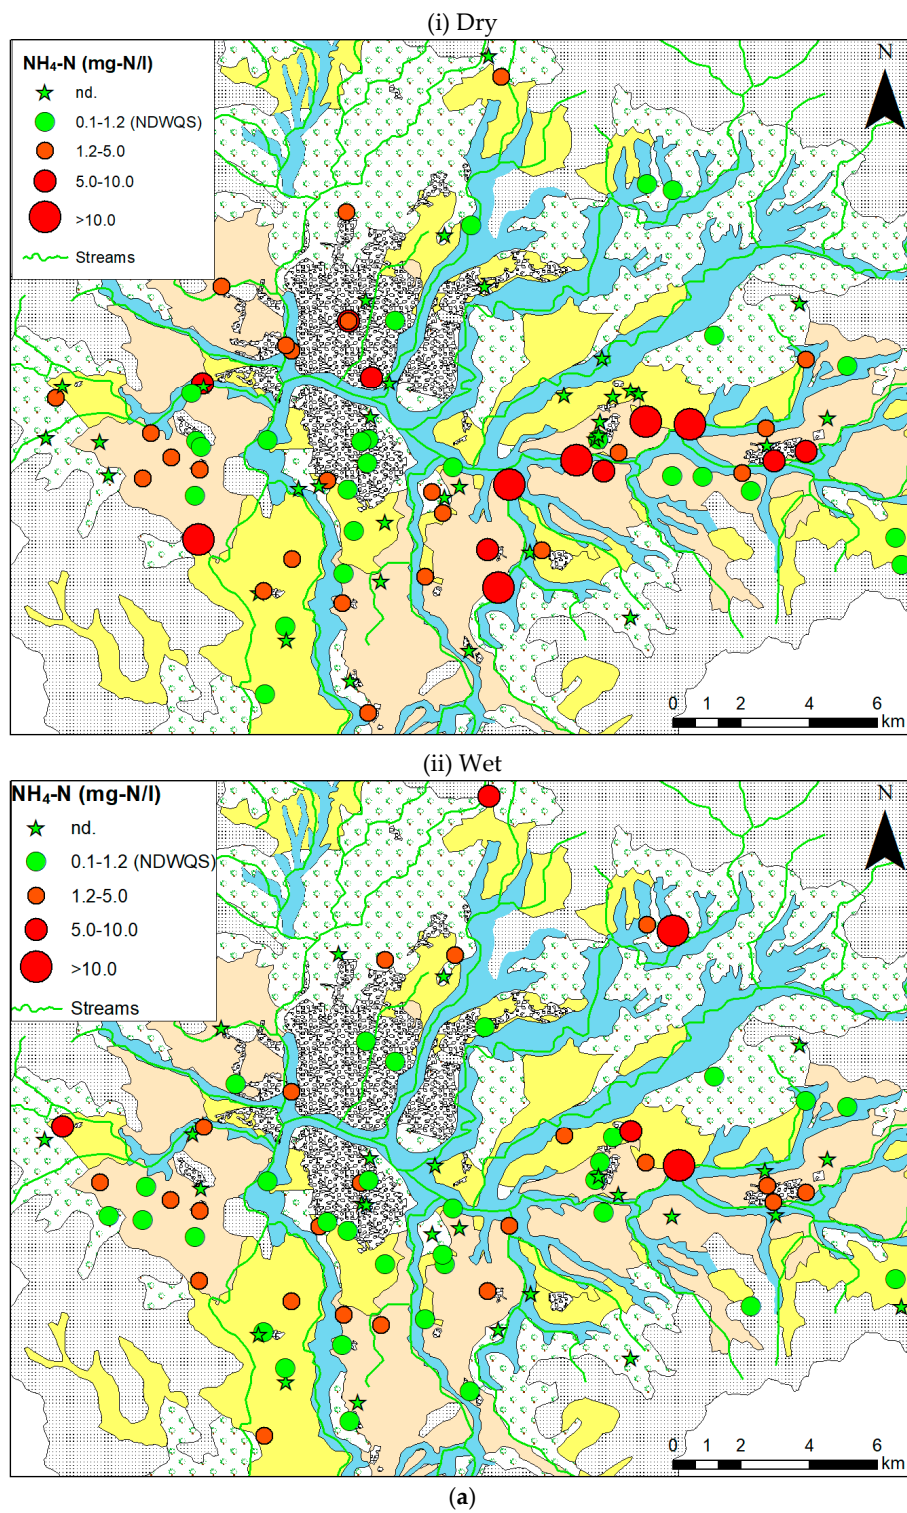 (i) Dry
NH₄-N (mg-N/l)
nd.
0.1-1.2 (NDWQS)
1.2-5.0
5.0-10.0
>10.0
Streams
N
0 1 2 4 6
km
(ii) Wet
NH₄-N (mg-N/l)
nd.
0.1-1.2 (NDWQS)
1.2-5.0
5.0-10.0
>10.0
Streams
N
0 1 2 4 6
km
(a)